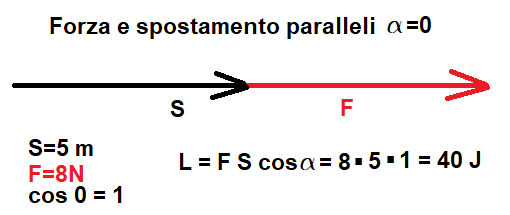 Forza e spostamento paralleli α=0
S F
S=5 m
F=8N
cos 0 = 1
L = F S cosα = 8 ▪ 5 ▪ 1 = 40 J